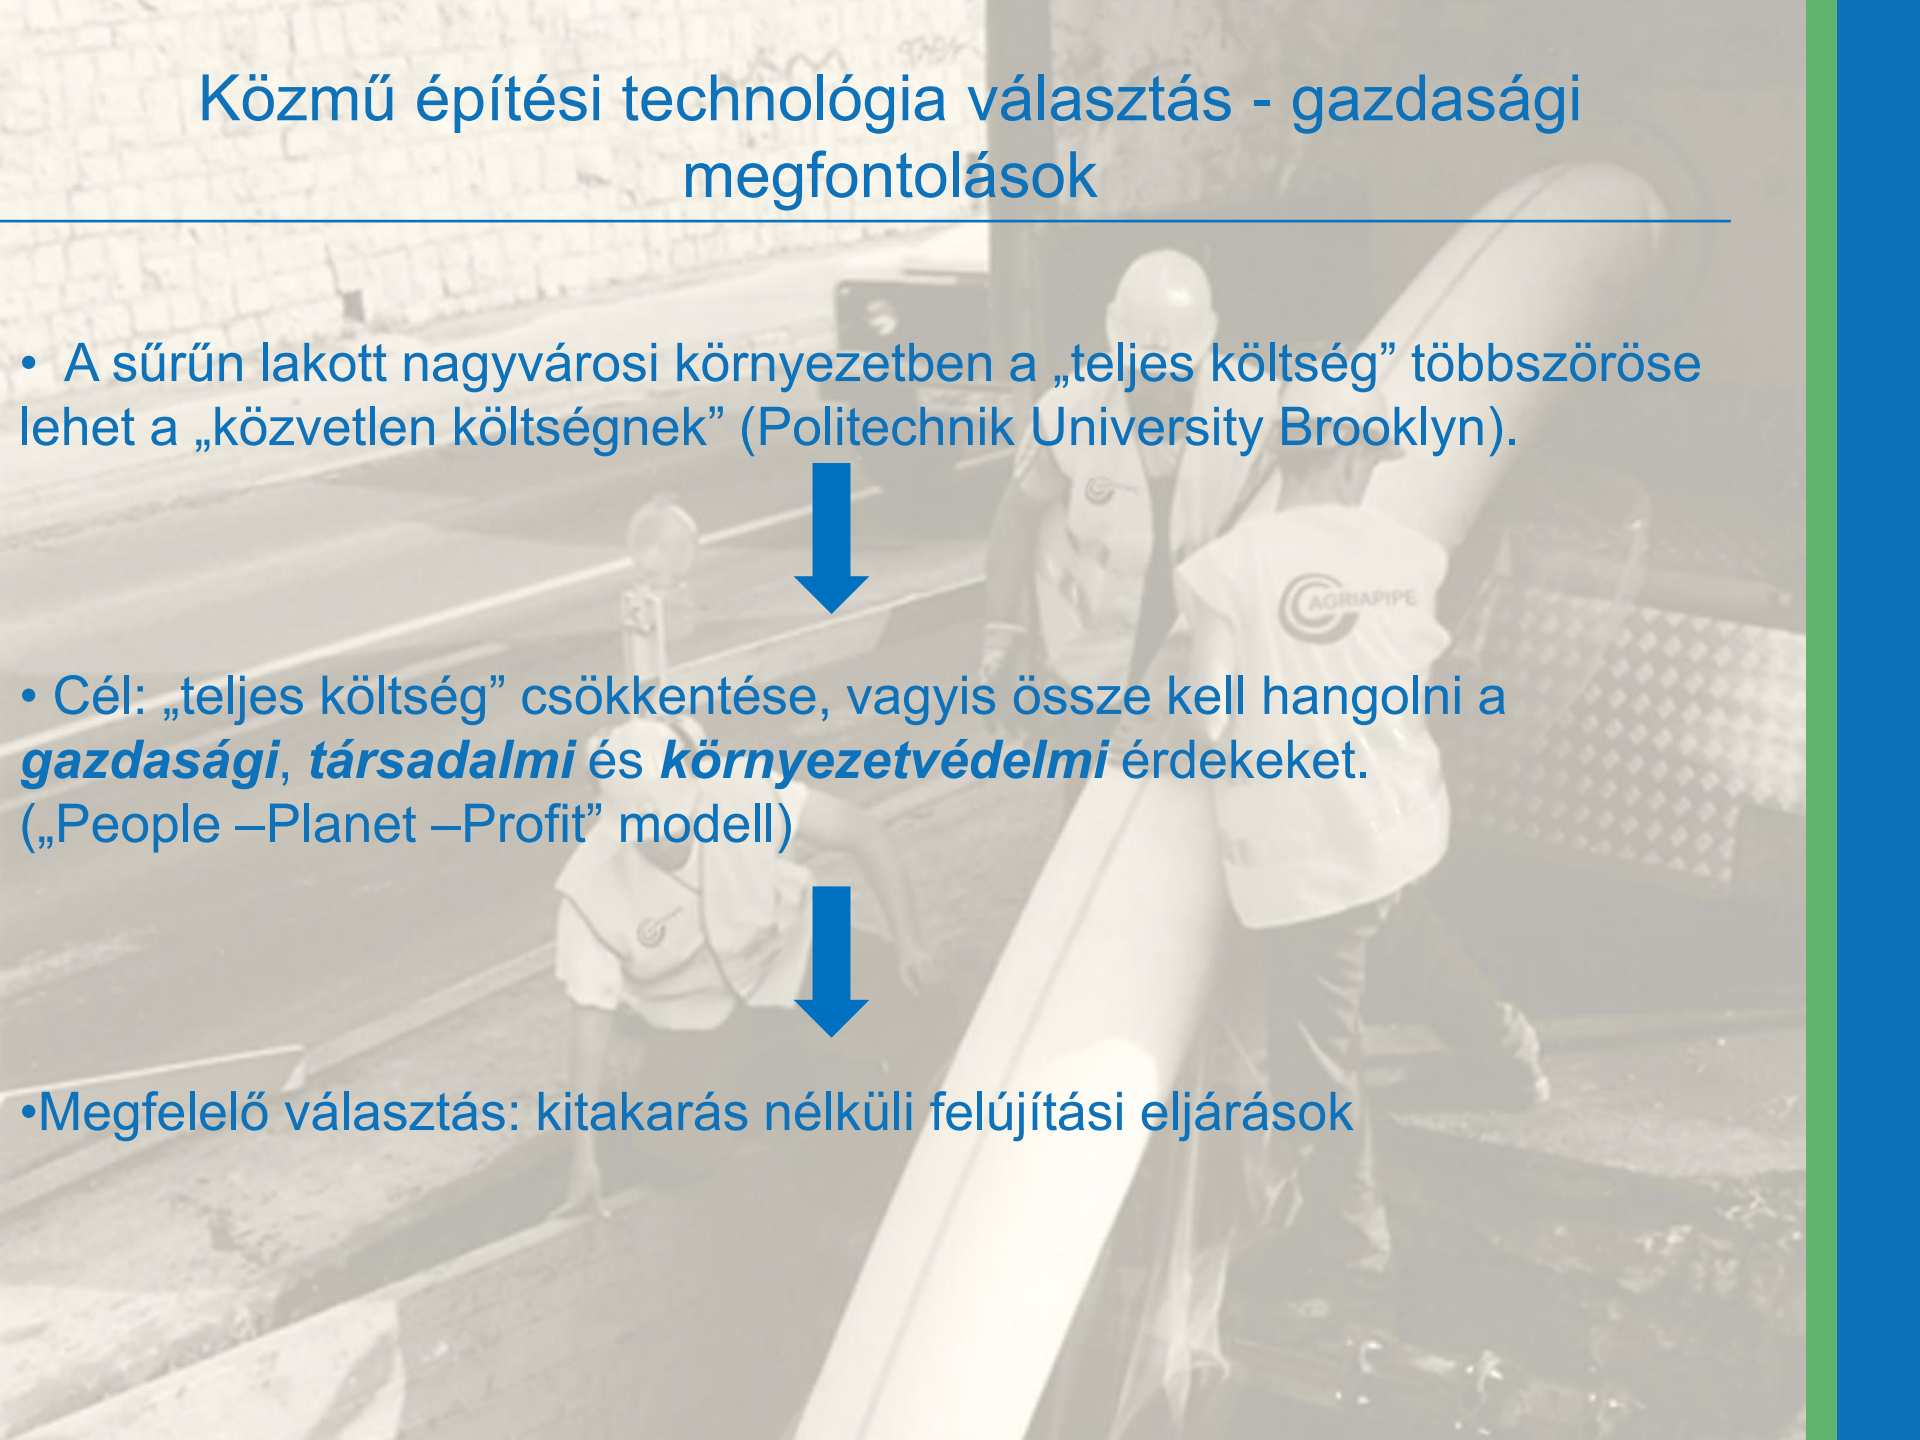 Közmű építési technológia választás - gazdasági
megfontolások
• A sűrűn lakott nagyvárosi környezetben a „teljes költség” többszöröse
lehet a „közvetlen költségnek” (Politechnik University Brooklyn).
AGRIAPIPE
• Cél: „teljes költség” csökkentése, vagyis össze kell hangolni a
gazdasági, társadalmi és környezetvédelmi érdekeket.
(„People –Planet –Profit” modell)
•Megfelelő választás: kitakarás nélküli felújítási eljárások